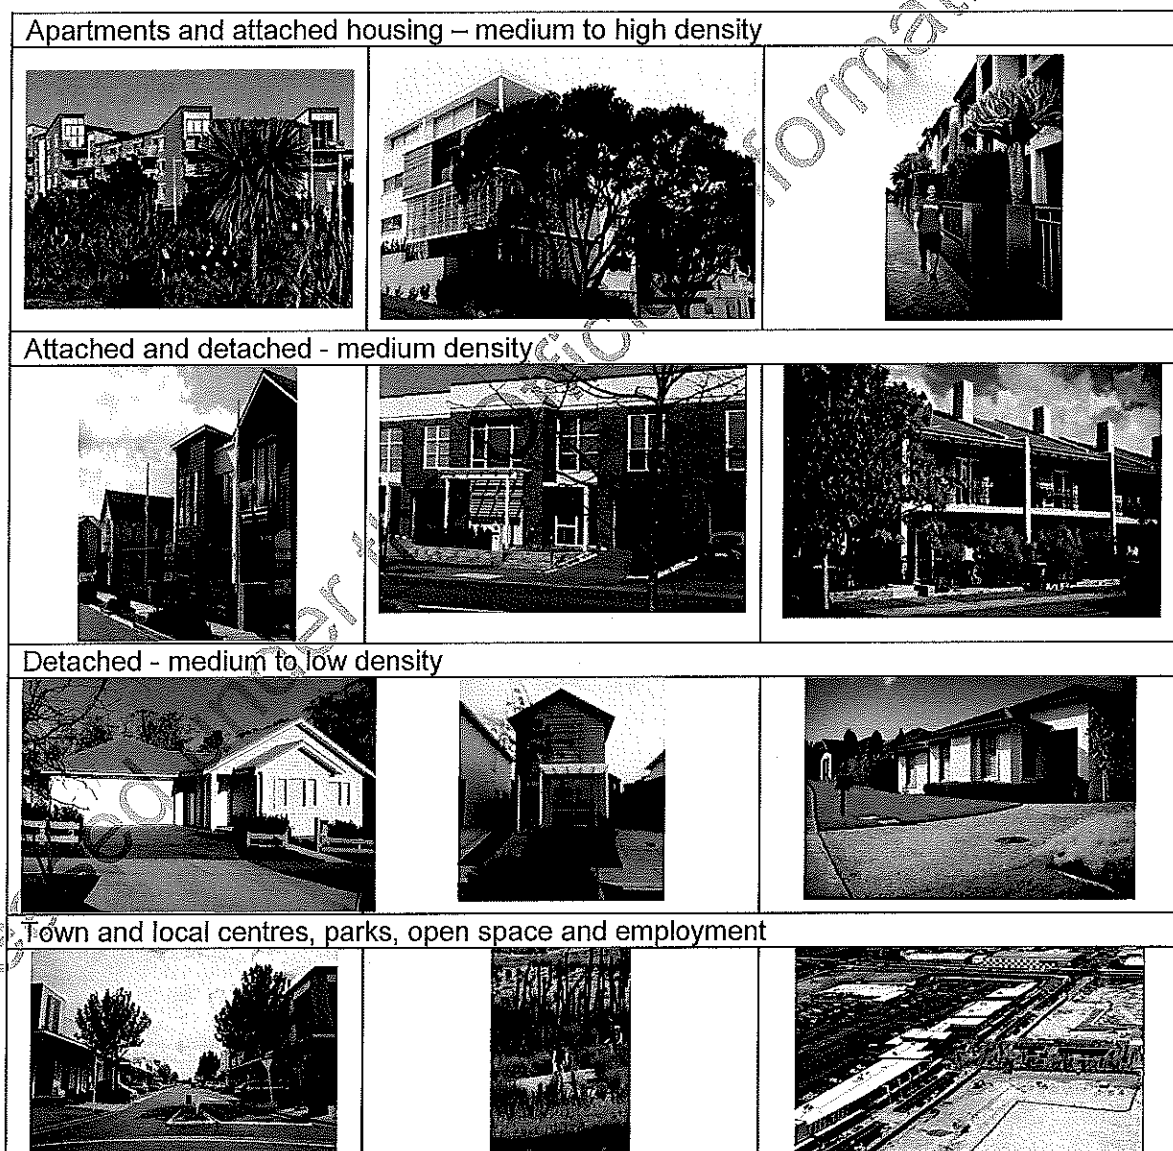 Apartments and attached housing – medium to high density
Attached and detached - medium density
Detached - medium to low density
Town and local centres, parks, open space and employment